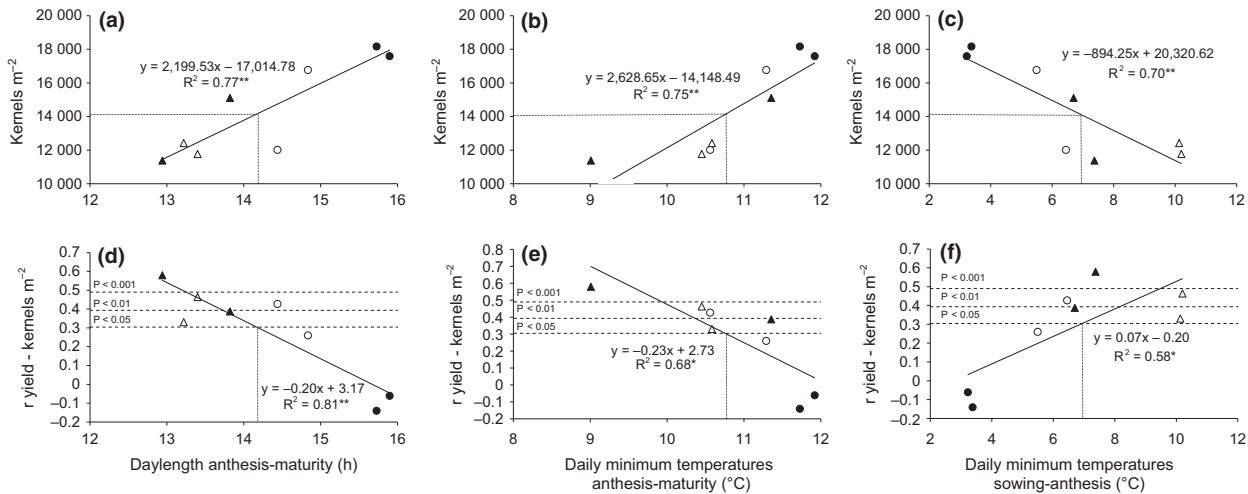 (a)
Kernels m⁻²
20 000
18 000
16 000
14 000
12 000
10 000
y = 2,199.53x – 17,014.78
R² = 0.77**
12 13 14 15 16
(b)
Kernels m⁻²
20 000
18 000
16 000
14 000
12 000
10 000
y = 2,628.65x – 14,148.49
R² = 0.75**
8 9 10 11 12
(c)
Kernels m⁻²
20 000
18 000
16 000
14 000
12 000
10 000
y = –894.25x + 20,320.62
R² = 0.70**
2 4 6 8 10 12
(d)
r yield - kernels m⁻²
0.7
0.6
0.5
0.4
0.3
0.2
0.1
0
–0.1
–0.2
P < 0.001
P < 0.01
P < 0.05
y = –0.20x + 3.17
R² = 0.81**
12 13 14 15 16
Daylength anthesis-maturity (h)
(e)
r yield - kernels m⁻²
0.8
0.7
0.6
0.5
0.4
0.3
0.2
0.1
0
–0.1
–0.2
P < 0.001
P < 0.01
P < 0.05
y = –0.23x + 2.73
R² = 0.68*
8 9 10 11 12
Daily minimum temperatures
anthesis-maturity (°C)
(f)
r yield - kernels m⁻²
0.7
0.6
0.5
0.4
0.3
0.2
0.1
0
–0.1
–0.2
P < 0.001
P < 0.01
P < 0.05
y = 0.07x – 0.20
R² = 0.58*
2 4 6 8 10 12
Daily minimum temperatures
sowing-anthesis (°C)